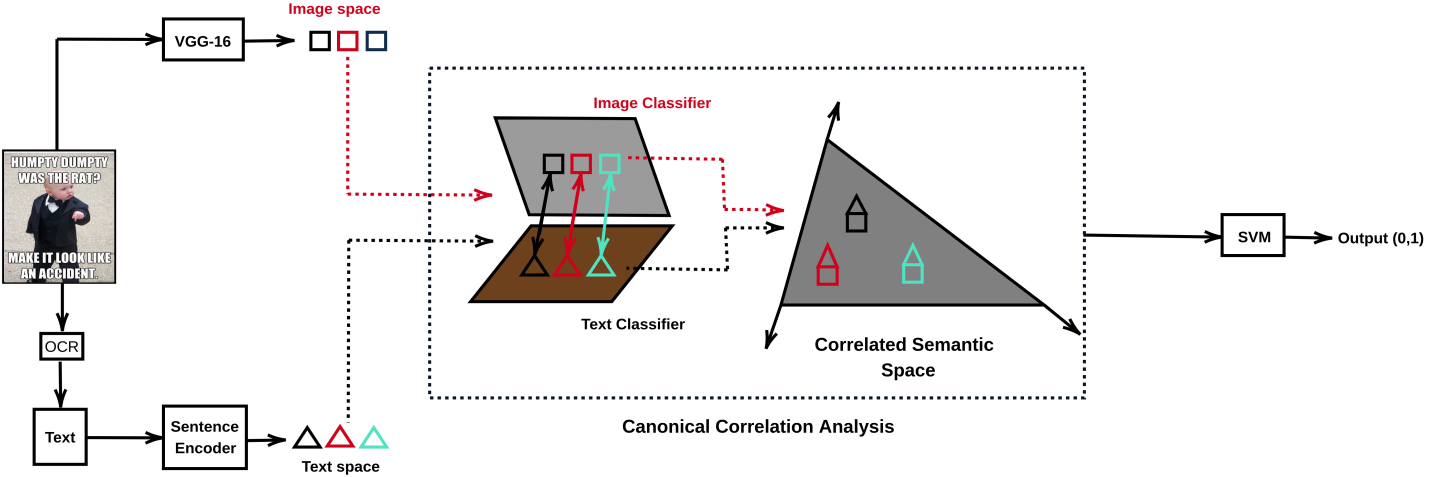 Image space
VGG-16
Image Classifier
HUMPTY DUMPTY
WAS THE RAT?
MAKE IT LOOK LIKE
AN ACCIDENT.
SVM
Output (0,1)
Text Classifier
OCR
Correlated Semantic
Space
Text
Sentence
Encoder
Canonical Correlation Analysis
Text space